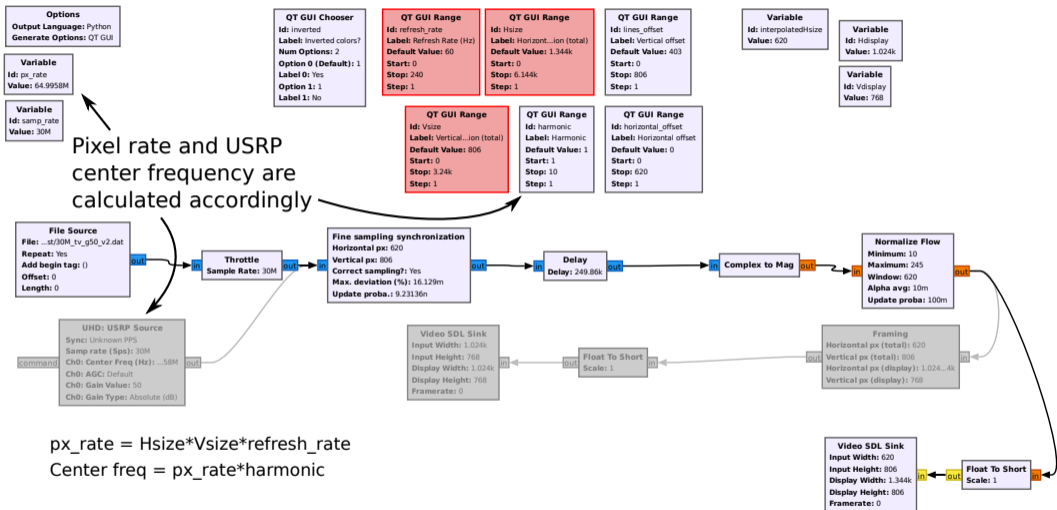 Options
Output Language: Python
Generate Options: QT GUI
Variable
Id: px_rate
Value: 64.9958M
Variable
Id: samp_rate
Value: 30M
QT GUI Chooser
Id: inverted
Label: Inverted colors?
Num Options: 2
Option 0 (Default): 1
Label 0: Yes
Option 1: 1
Label 1: No
QT GUI Range
Id: refresh_rate
Label: Refresh Rate (Hz)
Default Value: 60
Start: 0
Stop: 240
Step: 1
QT GUI Range
Id: Hsize
Label: Horizont...ion (total)
Default Value: 1.344k
Start: 0
Stop: 6.144k
Step: 1
QT GUI Range
Id: lines_offset
Label: Vertical offset
Default Value: 403
Start: 0
Stop: 806
Step: 1
Variable
Id: interpolatedHsize
Value: 620
Variable
Id: Hdisplay
Value: 1.024k
Variable
Id: Vdisplay
Value: 768
QT GUI Range
Id: Vsize
Label: Vertical...ion (total)
Default Value: 806
Start: 0
Stop: 3.24k
Step: 1
QT GUI Range
Id: harmonic
Label: Harmonic
Default Value: 1
Start: 1
Stop: 10
Step: 1
QT GUI Range
Id: horizontal_offset
Label: Horizontal offset
Default Value: 0
Start: 0
Stop: 620
Step: 1
Pixel rate and USRP
center frequency are
calculated accordingly
File Source
File: ...st/30M_tv_g50_v2.dat
Repeat: Yes
Add begin tag: ()
Offset: 0
Length: 0
out
in
Throttle
Sample Rate: 30M
out
in
Fine sampling synchronization
Horizontal px: 620
Vertical px: 806
Correct sampling?: Yes
Max. deviation (%): 16.129m
Update proba.: 9.23136n
out
in
Delay
Delay: 249.86k
out
in
Complex to Mag
out
in
Normalize Flow
Minimum: 10
Maximum: 245
Window: 620
Alpha avg: 10m
Update proba: 100m
out
command
UHD: USRP Source
Sync: Unknown PPS
Samp rate (Sps): 30M
Ch0: Center Freq (Hz): ...58M
Ch0: AGC: Default
Ch0: Gain Value: 50
Ch0: Gain Type: Absolute (dB)
out
Video SDL Sink
Input Width: 1.024k
Input Height: 768
Display Width: 1.024k
Display Height: 768
Framerate: 0
in
out
Float To Short
Scale: 1
in
out
Framing
Horizontal px (total): 620
Vertical px (total): 806
Horizontal px (display): 1.024...4k
Vertical px (display): 768
in
px_rate = Hsize*Vsize*refresh_rate
Center freq = px_rate*harmonic
Video SDL Sink
Input Width: 620
Input Height: 806
Display Width: 1.344k
Display Height: 806
Framerate: 0
in
out
Float To Short
Scale: 1
in